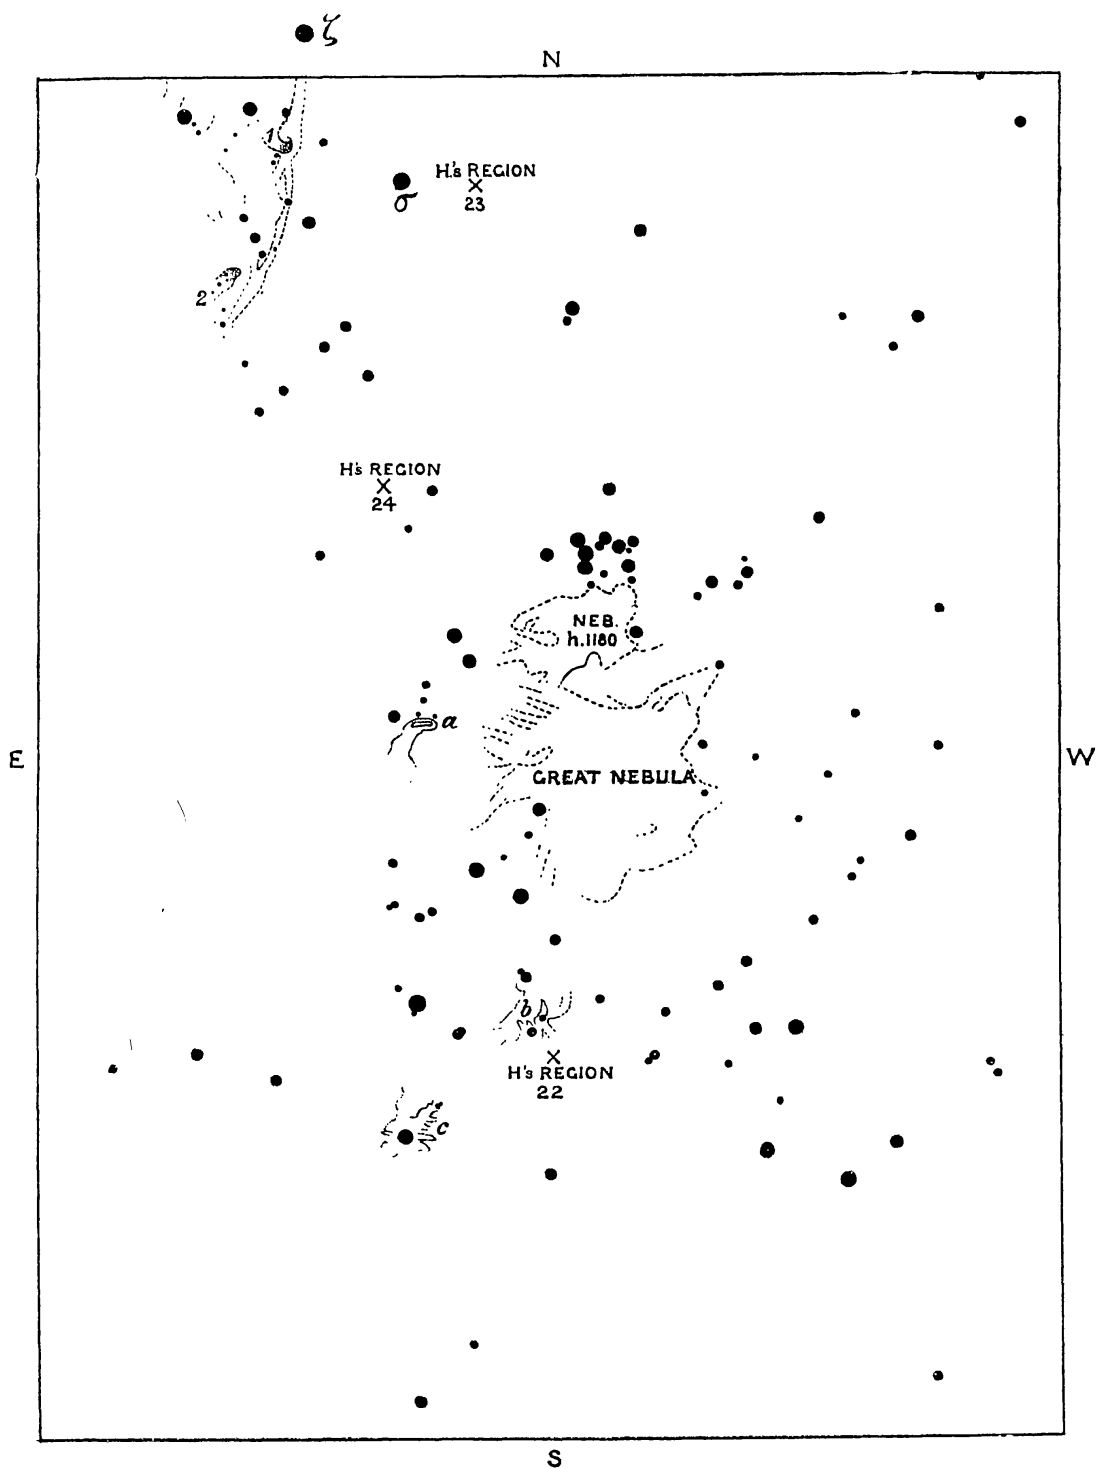 ζ
N
1
H's REGION
23
σ
2
H's REGION
24
NEB.
h.1180
a
E
W
GREAT NEBULA
b
H's REGION
22
c
S